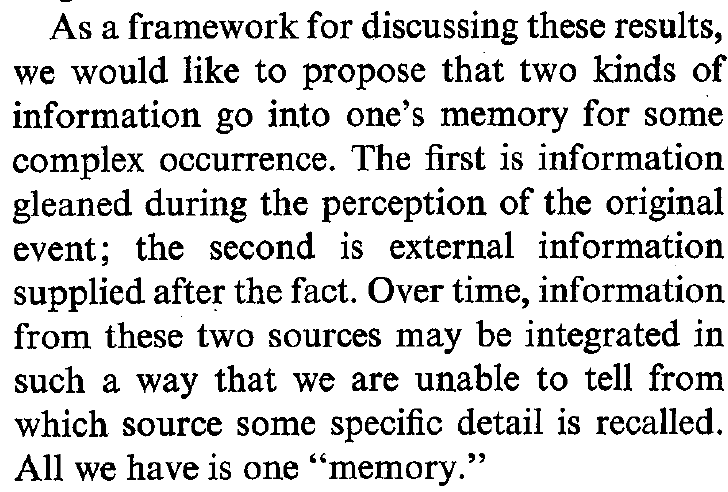 As a framework for discussing these results,
we would like to propose that two kinds of
information go into one's memory for some
complex occurrence. The first is information
gleaned during the perception of the original
event; the second is external information
supplied after the fact. Over time, information
from these two sources may be integrated in
such a way that we are unable to tell from
which source some specific detail is recalled.
All we have is one “memory.”